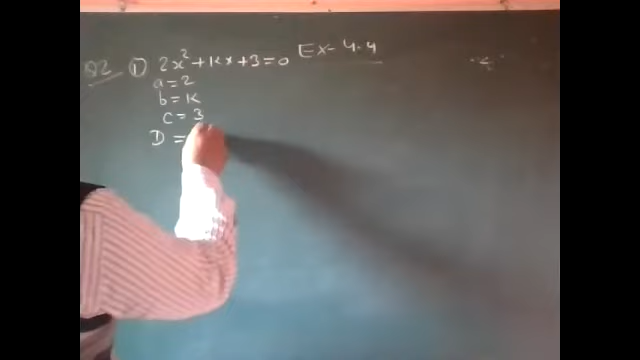 Ex- 4.4
Q2 ① 2x² + kx + 3 = 0
a = 2
b = k
c = 3
D =